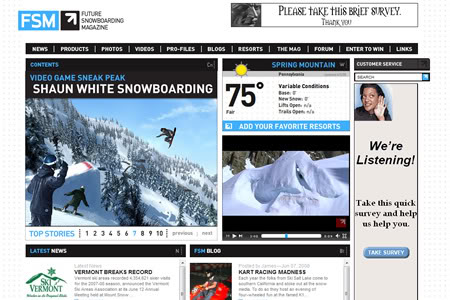 FSM FUTURE
SNOWBOARDING
MAGAZINE
PLEASE TAKE THIS BRIEF SURVEY.
THANK YOU
NEWS | PRODUCTS | PHOTOS | VIDEOS | PRO-FILES | BLOGS | RESORTS | THE MAG | FORUM | ENTER TO WIN | LINKS
CONTENTS
VIDEO GAME SNEAK PEAK
SHAUN WHITE SNOWBOARDING
TOP STORIES 1 2 3 4 5 6 7 8 9 10 previous | next
SPRING MOUNTAIN
Pennsylvania
75°
Fair
Variable Conditions
Base: 0"
New Snow: 0"
Lifts Open: n/a
Trails Open: n/a
ADD YOUR FAVORITE RESORTS
CUSTOMER SERVICE
SEARCH
We're
Listening!
Take this quick
survey and help
us help you.
TAKE SURVEY
LATEST NEWS
Latest News
VERMONT BREAKS RECORD
Vermont ski areas recorded 4,354,821 skier visits
for the 2007-08 season, announced the Vermont
Ski Areas Association at its June 12 Annual
Meeting held at Mount Snow
SKI
VERMONT
FSM BLOG
KART RACING MADNESS
Each year the folks from Ski Salt Lake come to
southern California and stoke out all the snow
media. To do so they host an evening of
four-wheeled fun at the famed K1